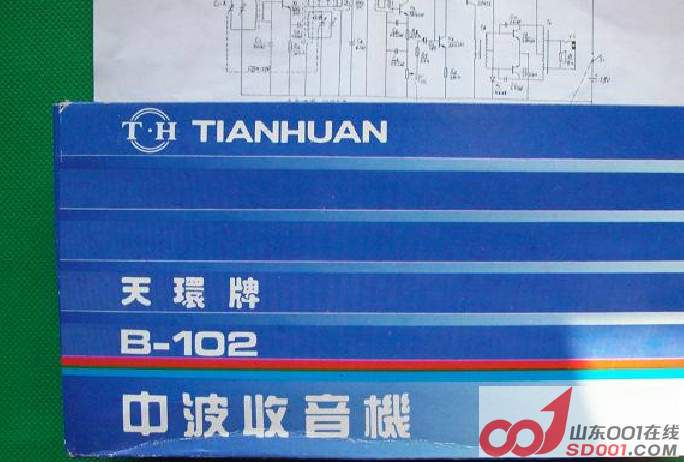 T·H TIANHUAN
天環牌
B-102
中波收音機
山东001在线
SD001.com